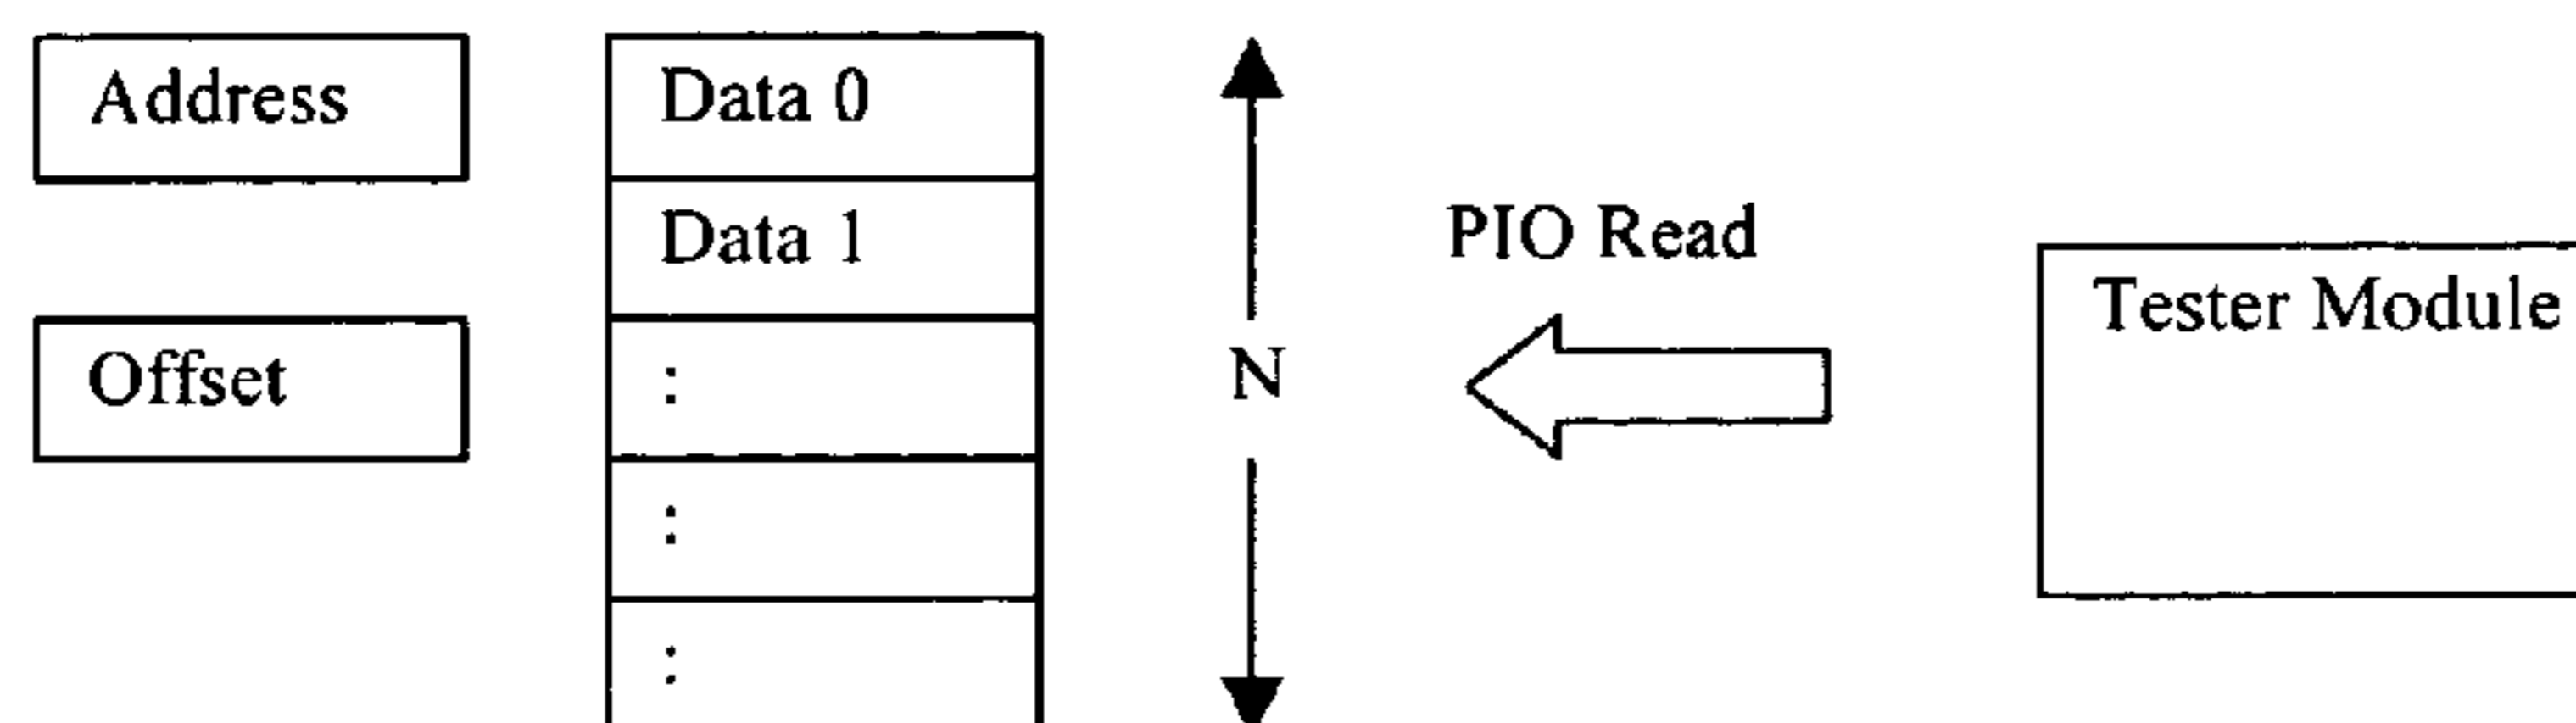 Address
Offset
Data 0
Data 1
:
:
:
N
PIO Read
Tester Module